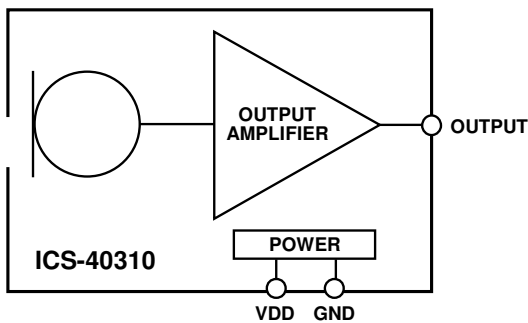 OUTPUT
AMPLIFIER
OUTPUT
POWER
ICS-40310
VDD GND